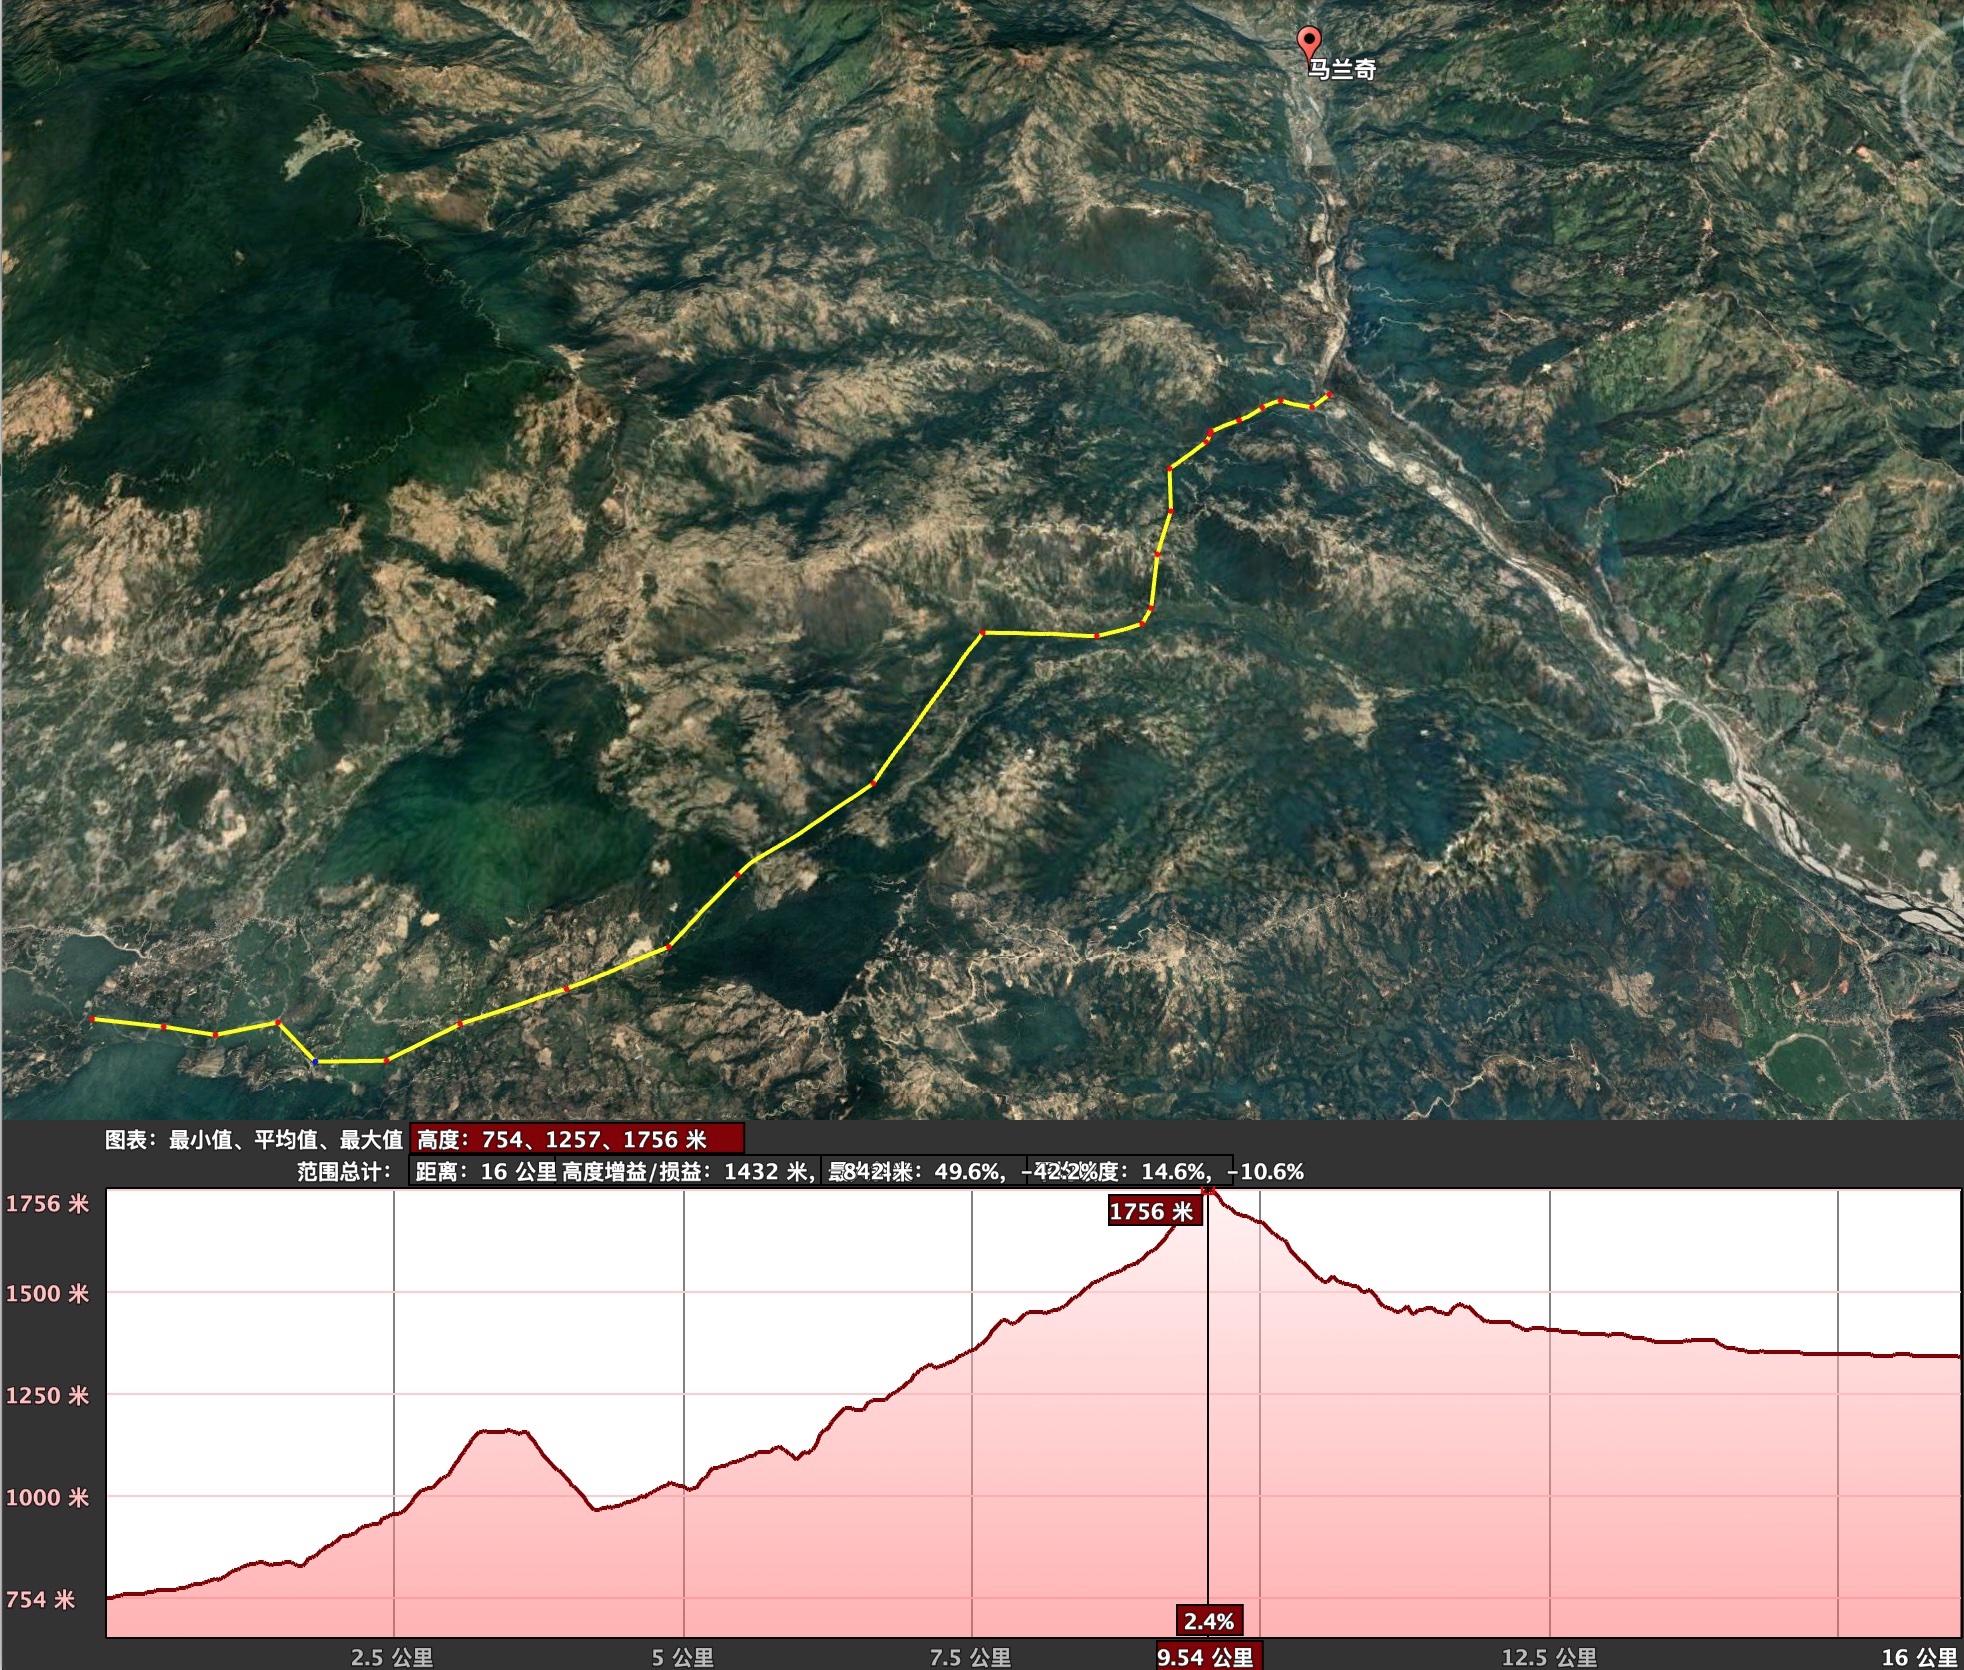 马兰奇
图表：最小值、平均值、最大值 高度：754、1257、1756 米
范围总计： 距离：16 公里 高度增益/损益：1432 米, -842 米 : 49.6%, -42.2% 度：14.6%, -10.6%
1756 米
1756 米
1500 米
1250 米
1000 米
754 米
2.4%
2.5 公里 5 公里 7.5 公里 9.54 公里 12.5 公里 16 公里